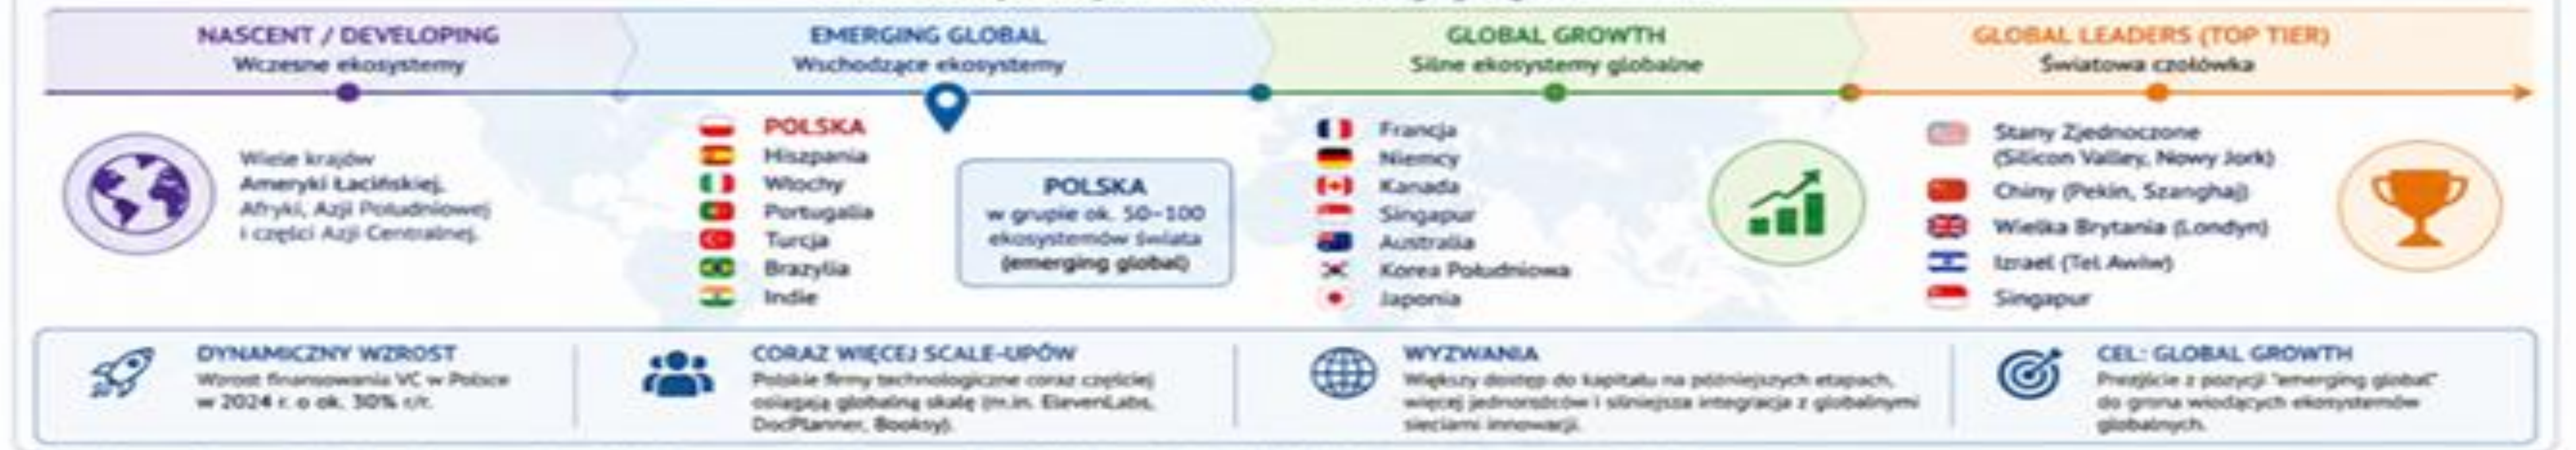 NASCENT / DEVELOPING
Wczesne ekosystemy
EMERGING GLOBAL
Wschodzące ekosystemy
GLOBAL GROWTH
Silne ekosystemy globalne
GLOBAL LEADERS (TOP TIER)
Światowa czołówka
Wiele krajów
Ameryki Łacińskiej,
Afryki, Azji Południowej
i części Azji Centralnej.
POLSKA
Hiszpania
Włochy
Portugalia
Turcja
Brazylia
Indie
POLSKA
w grupie ok. 50–100
ekosystemów świata
(emerging global)
Francja
Niemcy
Kanada
Singapur
Australia
Korea Południowa
Japonia
Stany Zjednoczone
(Silicon Valley, Nowy Jork)
Chiny (Pekin, Szanghaj)
Wielka Brytania (Londyn)
Izrael (Tel Awiw)
Singapur
DYNAMICZNY WZROST
Wzrost finansowania VC w Polsce
w 2024 r. o ok. 30% r/r.
CORAZ WIĘCEJ SCALE-UPÓW
Polskie firmy technologiczne coraz częściej
osiągają globalną skalę (m.in. ElevenLabs,
DocPlanner, Booksy).
WYZWANIA
Większy dostęp do kapitału na późniejszych etapach,
więcej jednorożców i silniejsza integracja z globalnymi
sieciami innowacji.
CEL: GLOBAL GROWTH
Przejście z pozycji "emerging global"
do grona wiodących ekosystemów
globalnych.